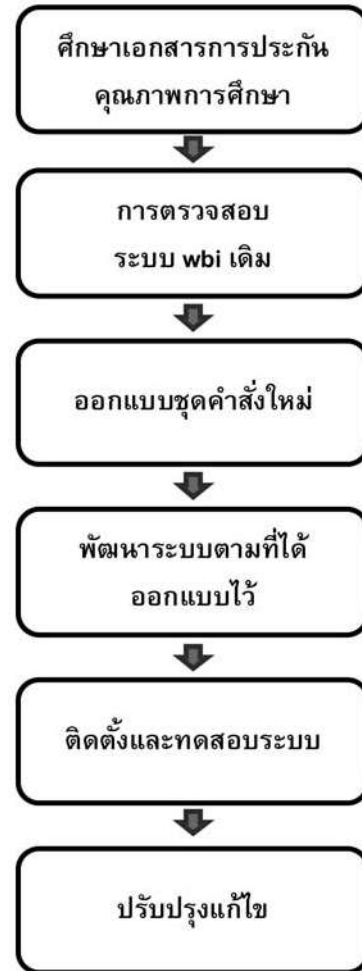 ศึกษาเอกสารการประกัน
คุณภาพการศึกษา
การตรวจสอบ
ระบบ wbi เดิม
ออกแบบชุดคำสั่งใหม่
พัฒนาระบบตามที่ได้
ออกแบบไว้
ติดตั้งและทดสอบระบบ
ปรับปรุงแก้ไข